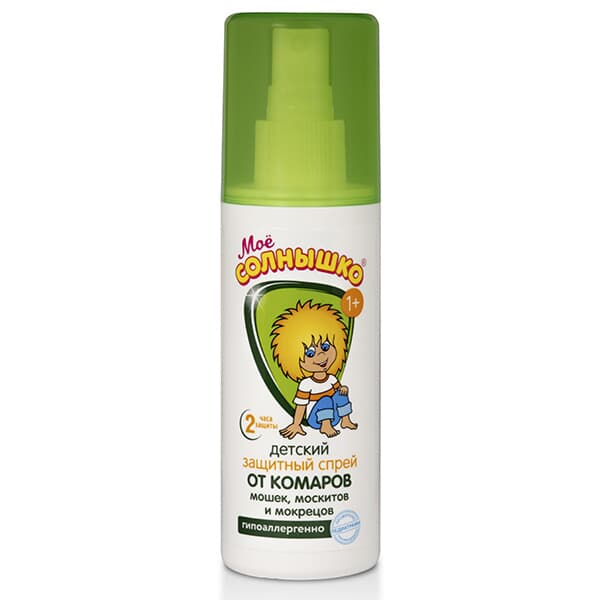 Моё
СОЛНЫШКО®
1+
2 часа
защиты
детский
защитный спрей
ОТ КОМАРОВ
мошек, москитов
и мокрецов
гипоаллергенно